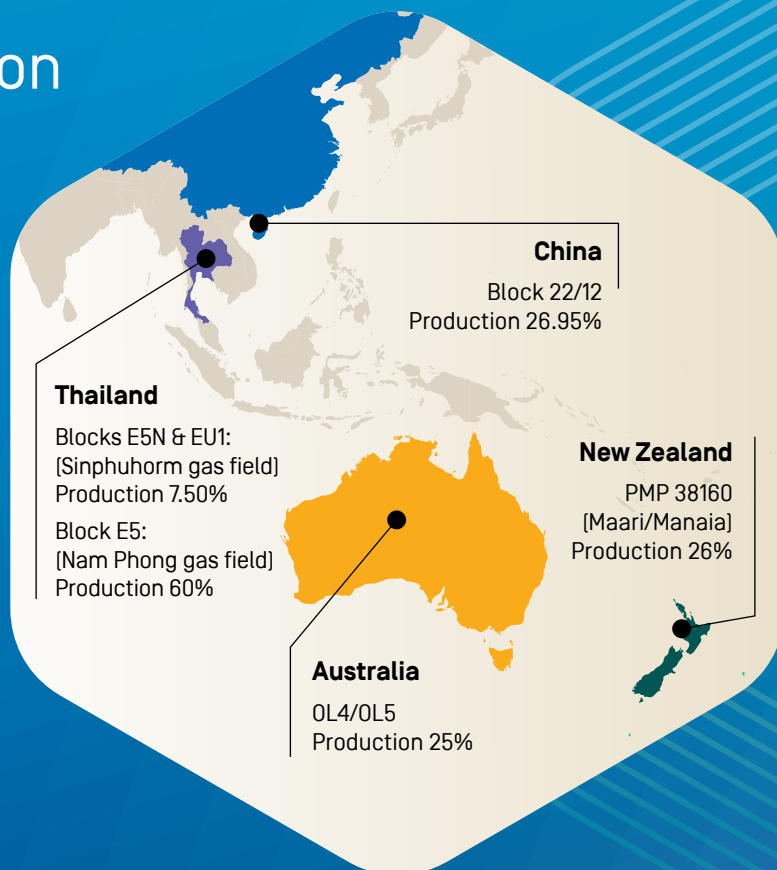 on
China
Block 22/12
Production 26.95%
Thailand
Blocks E5N & EU1:
(Sinphuhorm gas field)
Production 7.50%
Block E5:
(Nam Phong gas field)
Production 60%
New Zealand
PMP 38160
(Maari/Manaia)
Production 26%
Australia
OL4/OL5
Production 25%